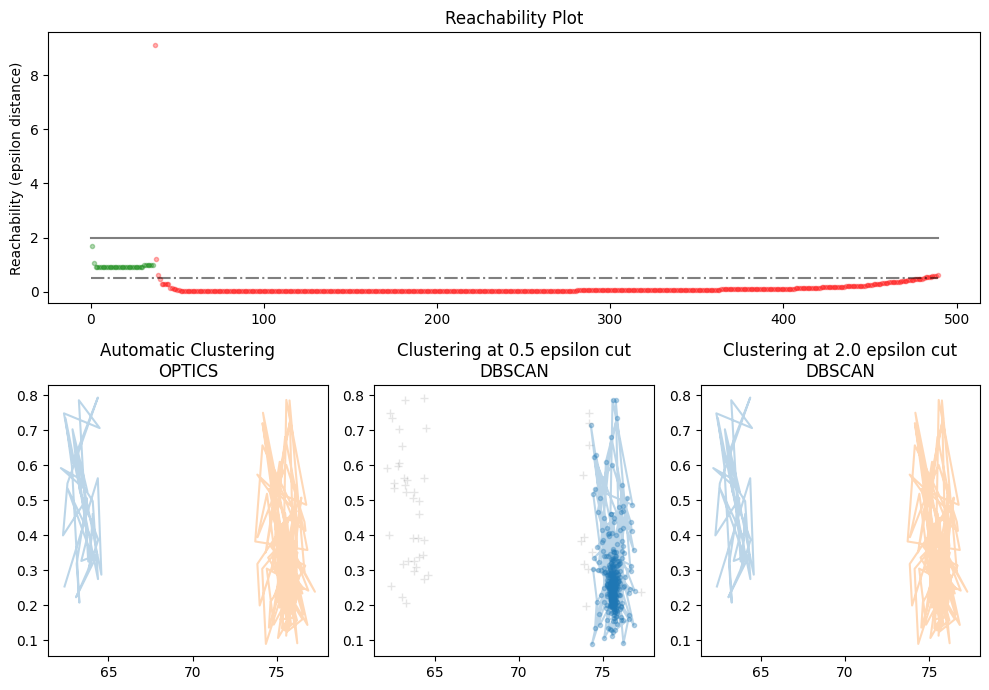 Reachability Plot
Reachability (epsilon distance)
8
6
4
2
0
0 100 200 300 400 500
Automatic Clustering
OPTICS
Clustering at 0.5 epsilon cut
DBSCAN
Clustering at 2.0 epsilon cut
DBSCAN
0.8
0.7
0.6
0.5
0.4
0.3
0.2
0.1
65 70 75
0.8
0.7
0.6
0.5
0.4
0.3
0.2
0.1
65 70 75
0.8
0.7
0.6
0.5
0.4
0.3
0.2
0.1
65 70 75